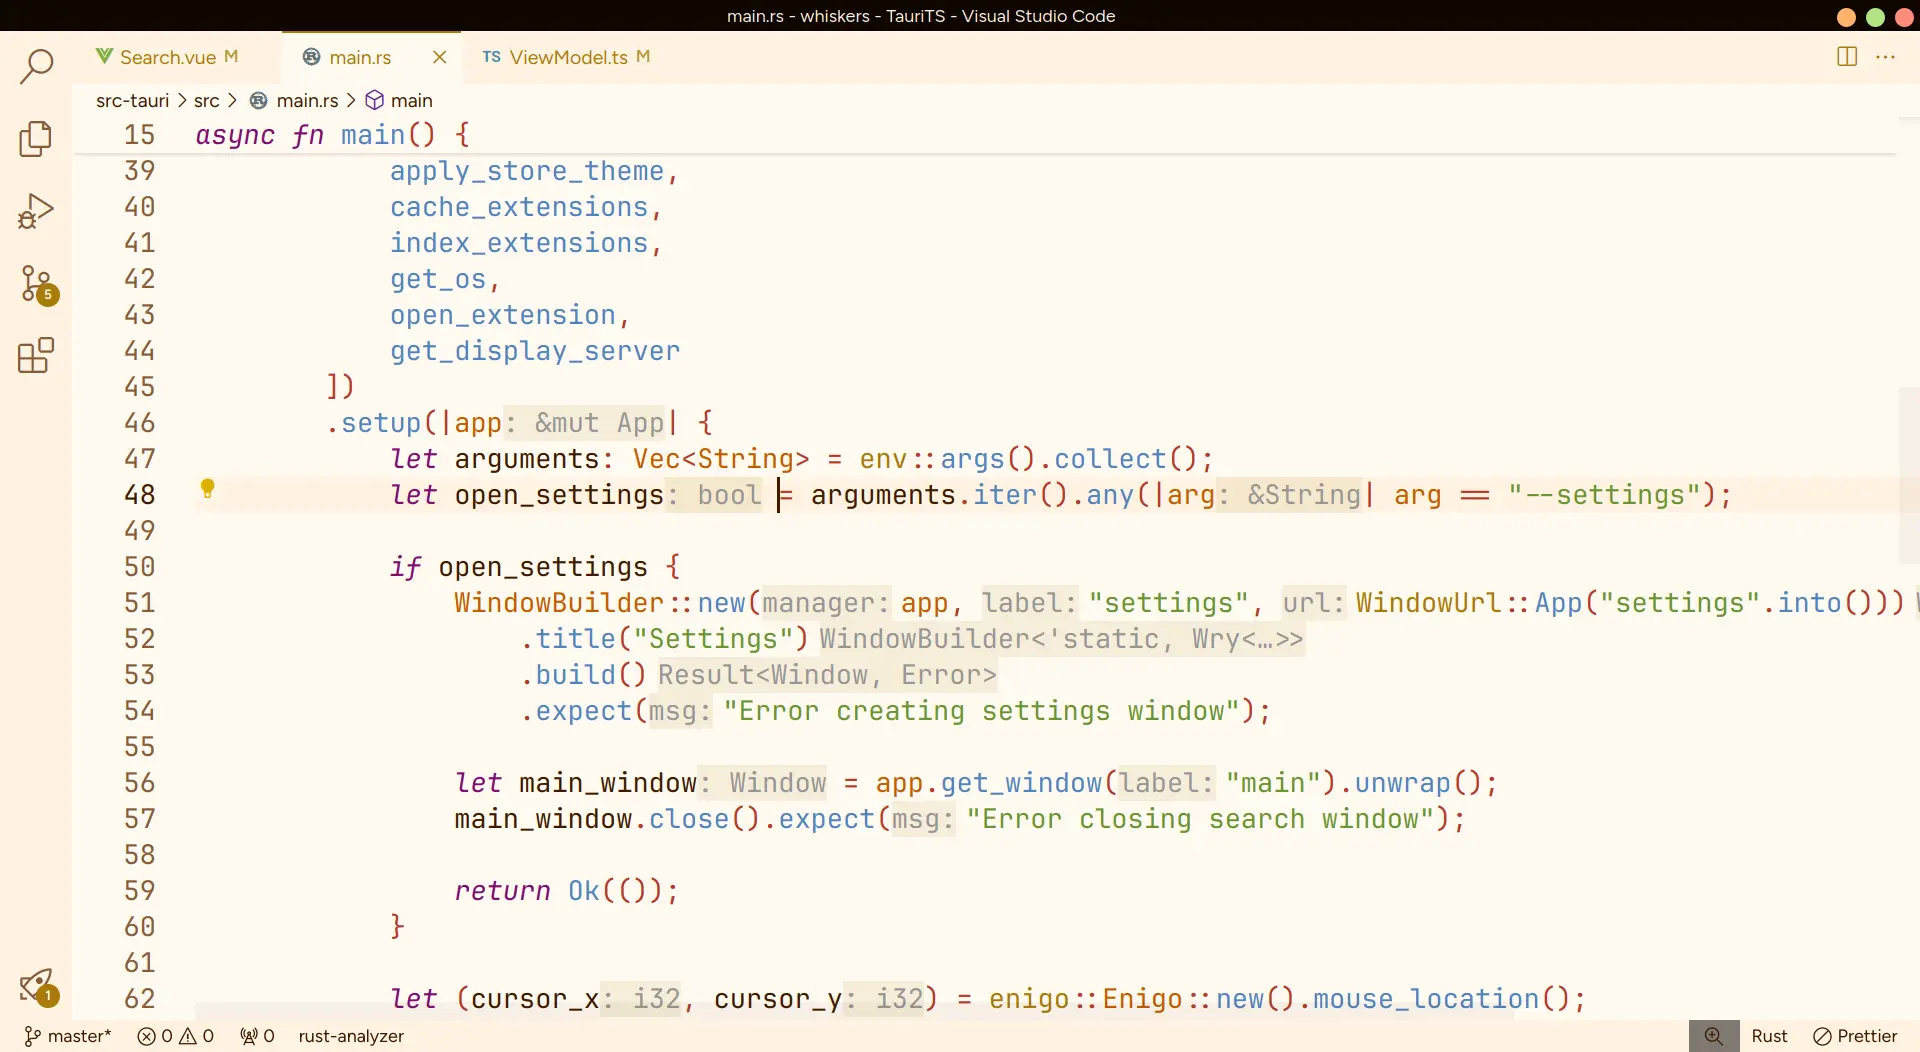 main.rs - whiskers - TauriTS - Visual Studio Code
Search.vue M main.rs TS ViewModel.ts M
src-tauri > src > main.rs > main
15 async fn main() {
39 apply_store_theme,
40 cache_extensions,
41 index_extensions,
42 get_os,
43 open_extension,
44 get_display_server
45 ])
46 .setup(|app: &mut App| {
47 let arguments: Vec<String> = env::args().collect();
48 let open_settings: bool = arguments.iter().any(|arg: &String| arg == "--settings");
49
50 if open_settings {
51 WindowBuilder::new(manager: app, label: "settings", url: WindowUrl::App("settings".into()))
52 .title("Settings") WindowBuilder<'static, Wry<…>>
53 .build() Result<Window, Error>
54 .expect(msg: "Error creating settings window");
55
56 let main_window: Window = app.get_window(label: "main").unwrap();
57 main_window.close().expect(msg: "Error closing search window");
58
59 return Ok(());
60 }
61
62 let (cursor_x: i32, cursor_y: i32) = enigo::Enigo::new().mouse_location();
5
1
master* 0 0 0 rust-analyzer Rust Prettier